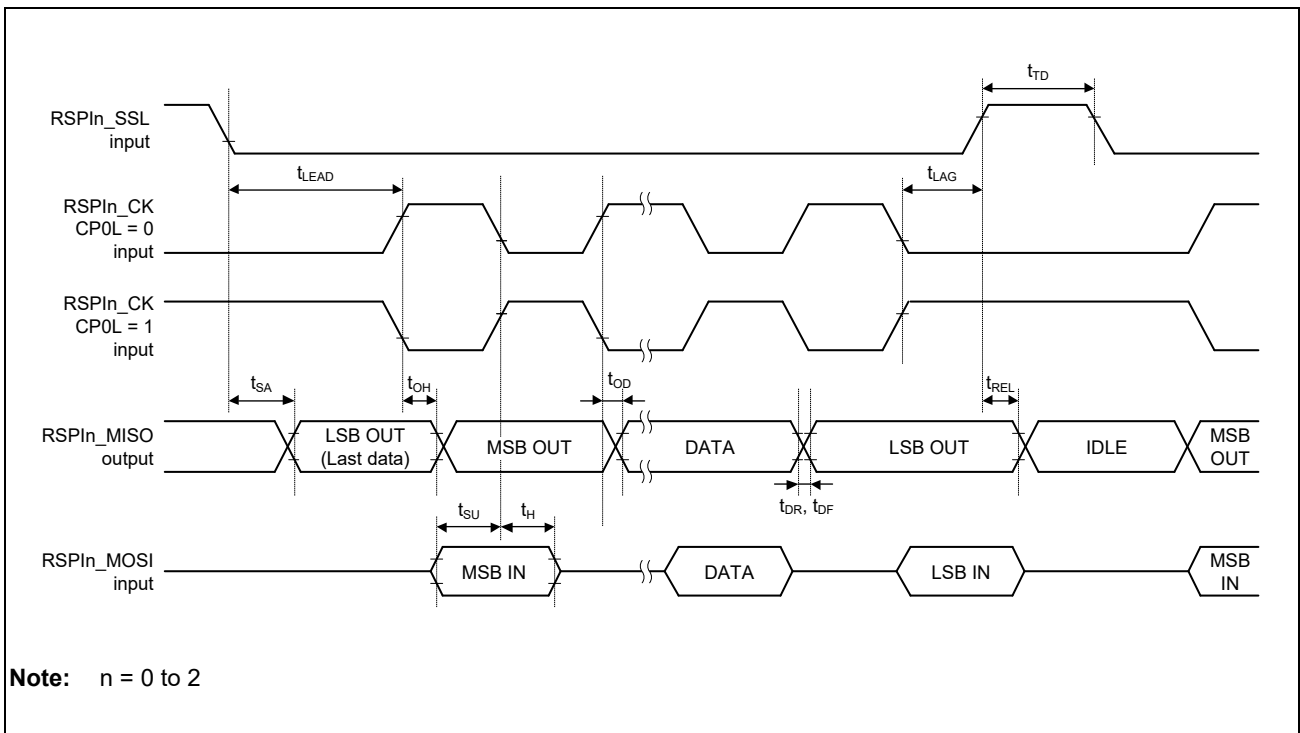 tTD
RSPIn_SSL
input
tLEAD
tLAG
RSPIn_CK
CP0L = 0
input
RSPIn_CK
CP0L = 1
input
tSA
tOH
tOD
tREL
RSPIn_MISO
output
LSB OUT
(Last data)
MSB OUT
DATA
LSB OUT
IDLE
MSB
OUT
tDR, tDF
tSU
tH
RSPIn_MOSI
input
MSB IN
DATA
LSB IN
MSB
IN
Note: n = 0 to 2